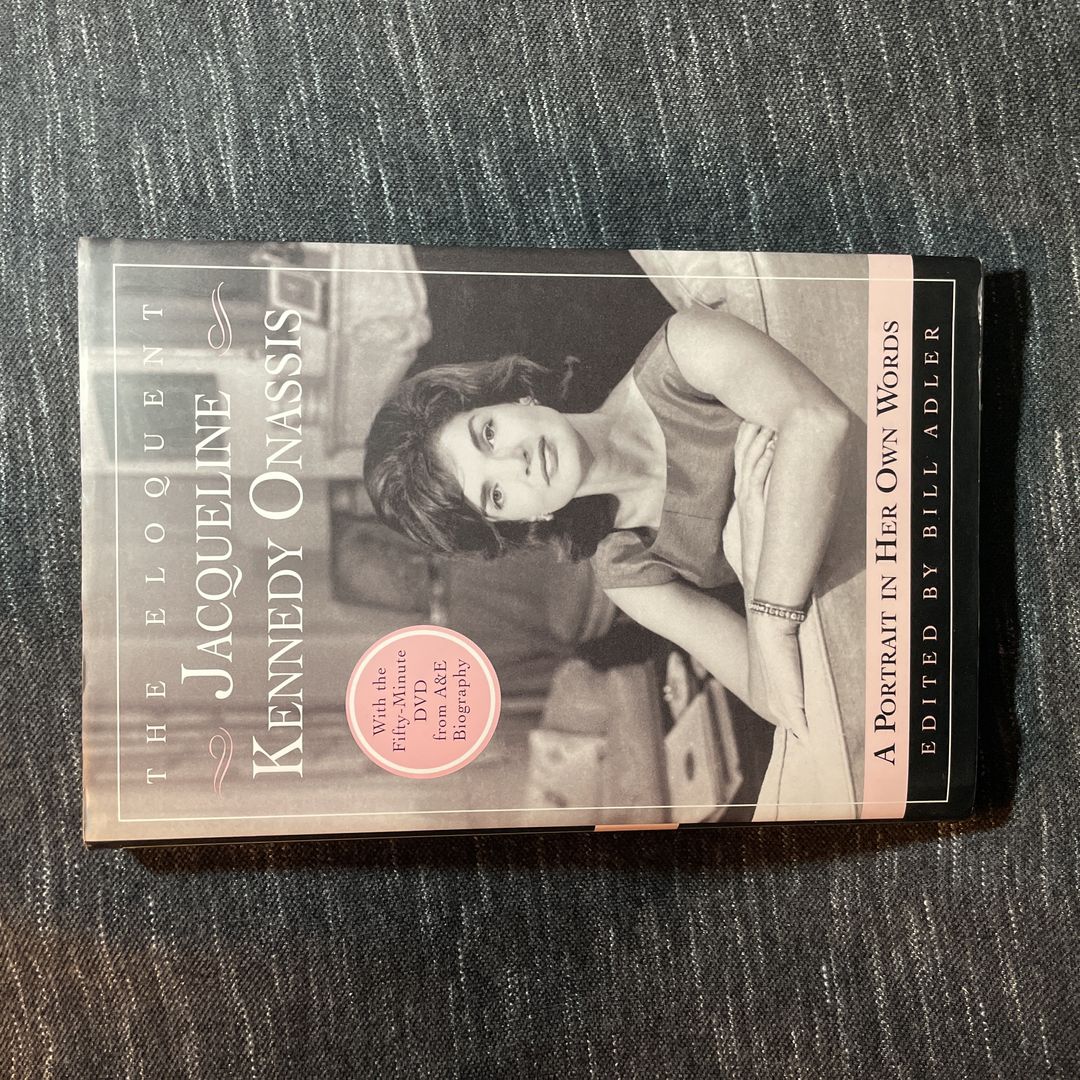 THE ELOQUENT
JACQUELINE
KENNEDY ONASSIS
With the
Fifty-Minute
DVD
from A&E
Biography
A PORTRAIT IN HER OWN WORDS
EDITED BY BILL ADLER